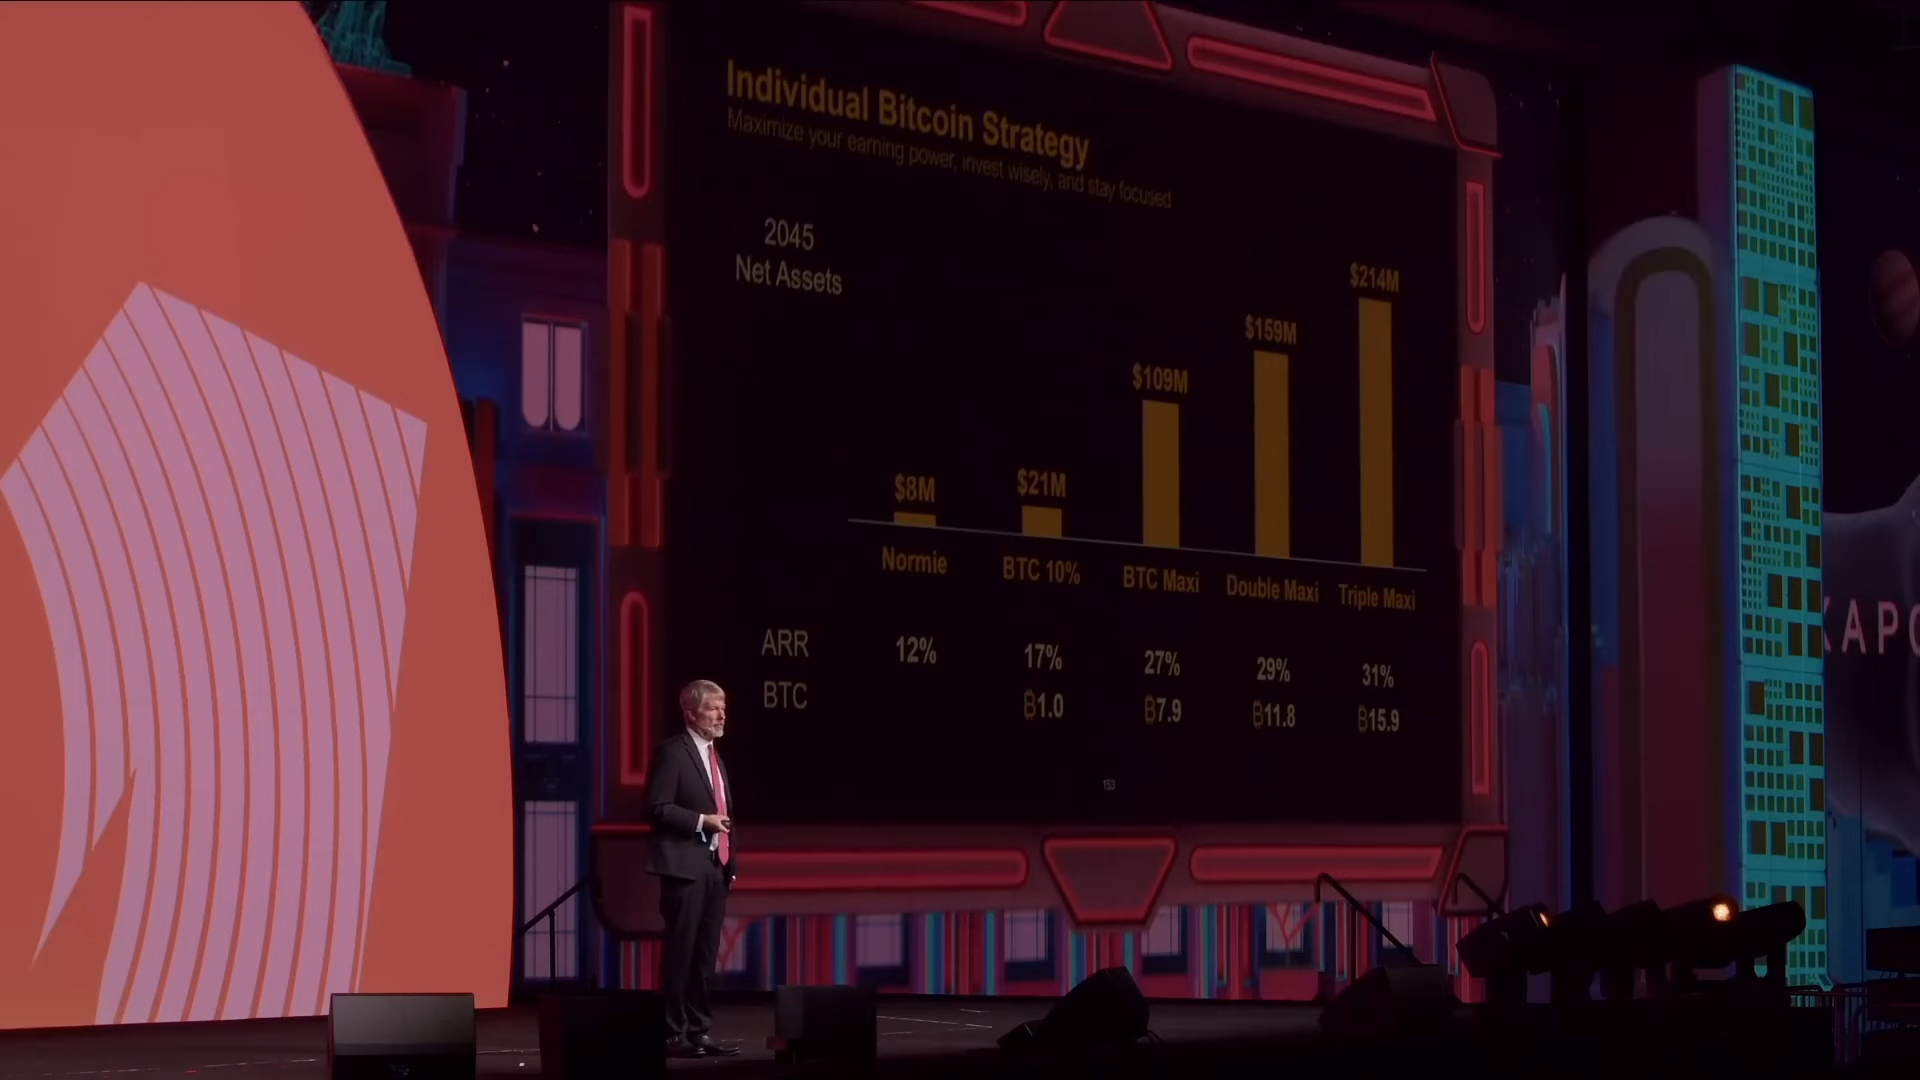 Individual Bitcoin Strategy
Maximize your earning power, invest wisely, and stay focused
2045
Net Assets
$8M $21M $109M $159M $214M
Normie BTC 10% BTC Maxi Double Maxi Triple Maxi
ARR 12% 17% 27% 29% 31%
BTC ₿1.0 ₿7.9 ₿11.8 ₿15.9
153